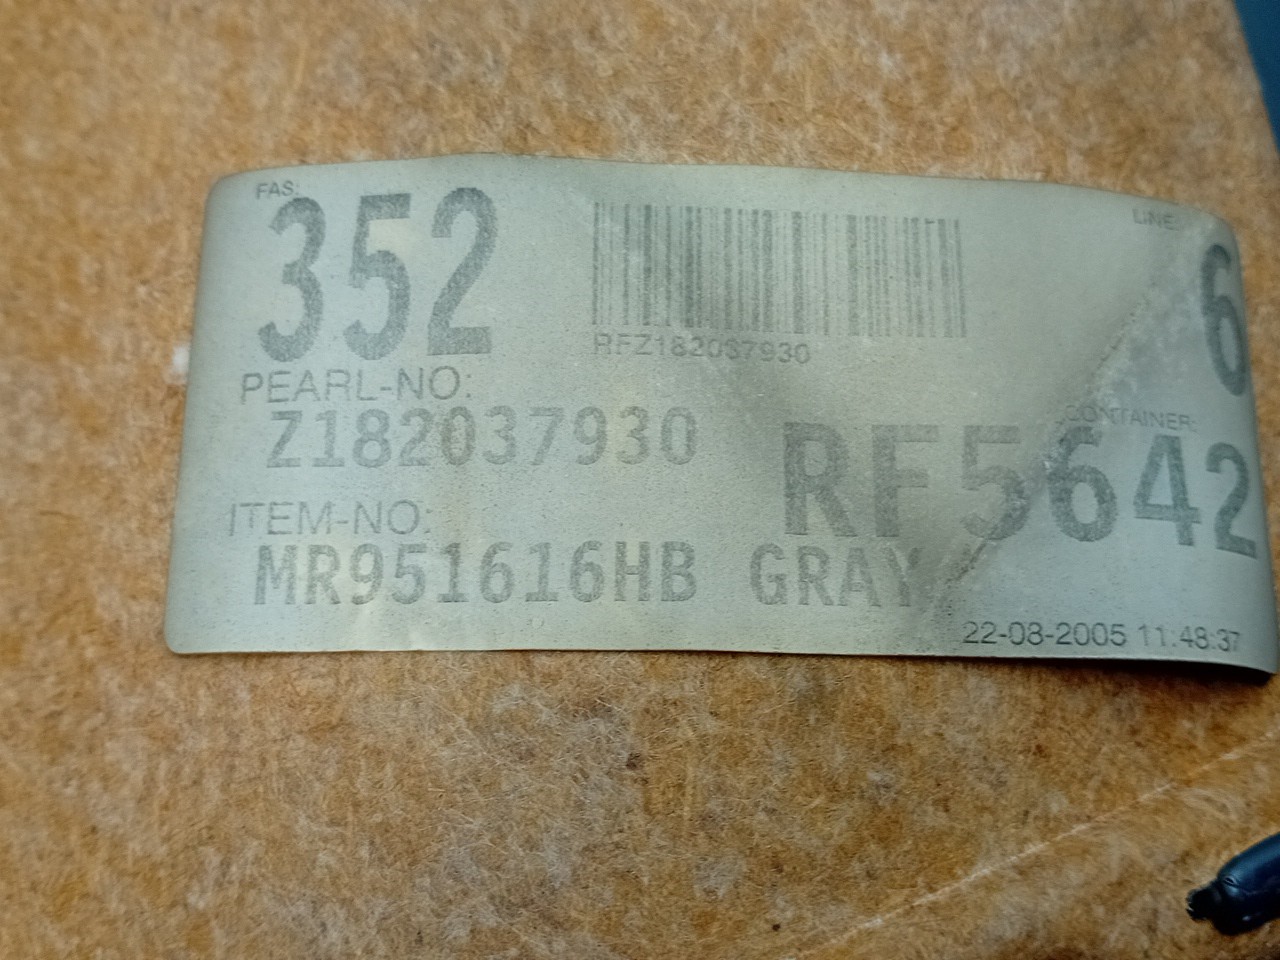 FAS:
352
LINE:
6
RFZ182037930
PEARL-NO:
Z182037930
CONTAINER:
RF5642
ITEM-NO:
MR951616HB GRAY
22-08-2005 11:48:37